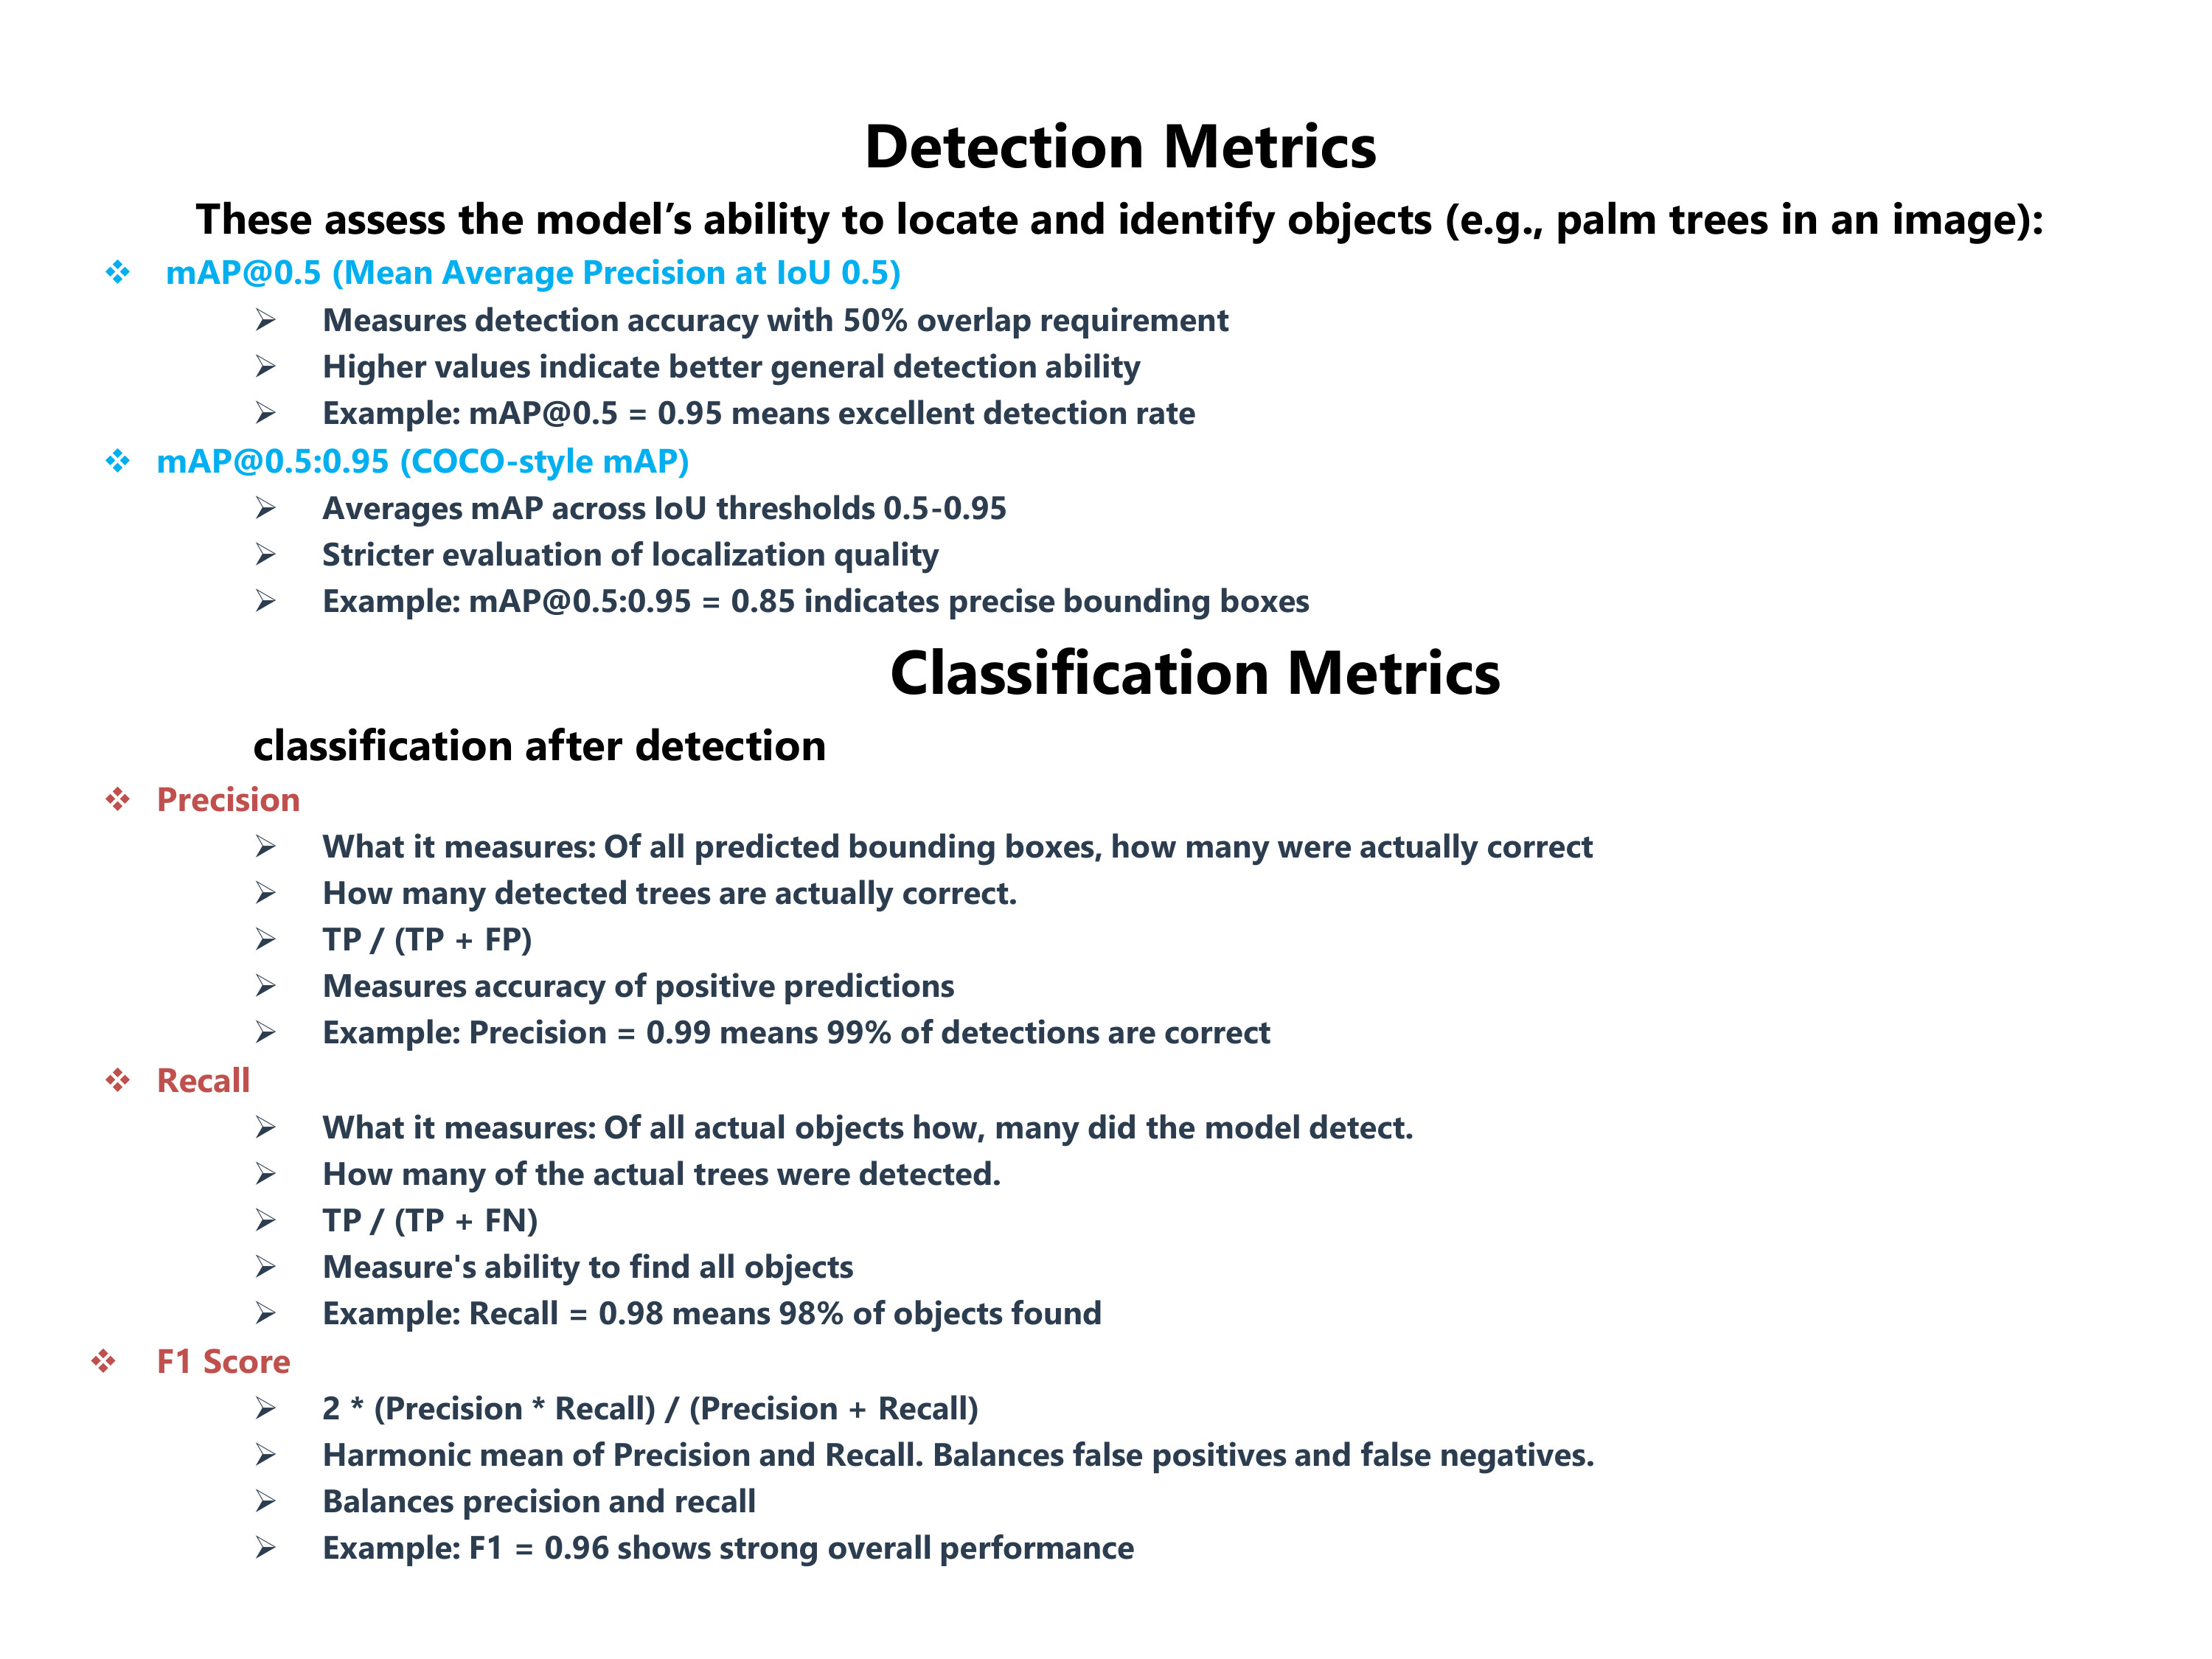 Detection Metrics
These assess the model’s ability to locate and identify objects (e.g., palm trees in an image):
❖ mAP@0.5 (Mean Average Precision at IoU 0.5)
➢ Measures detection accuracy with 50% overlap requirement
➢ Higher values indicate better general detection ability
➢ Example: mAP@0.5 = 0.95 means excellent detection rate
❖ mAP@0.5:0.95 (COCO-style mAP)
➢ Averages mAP across IoU thresholds 0.5-0.95
➢ Stricter evaluation of localization quality
➢ Example: mAP@0.5:0.95 = 0.85 indicates precise bounding boxes
Classification Metrics
classification after detection
❖ Precision
➢ What it measures: Of all predicted bounding boxes, how many were actually correct
➢ How many detected trees are actually correct.
➢ TP / (TP + FP)
➢ Measures accuracy of positive predictions
➢ Example: Precision = 0.99 means 99% of detections are correct
❖ Recall
➢ What it measures: Of all actual objects how, many did the model detect.
➢ How many of the actual trees were detected.
➢ TP / (TP + FN)
➢ Measure's ability to find all objects
➢ Example: Recall = 0.98 means 98% of objects found
❖ F1 Score
➢ 2 * (Precision * Recall) / (Precision + Recall)
➢ Harmonic mean of Precision and Recall. Balances false positives and false negatives.
➢ Balances precision and recall
➢ Example: F1 = 0.96 shows strong overall performance